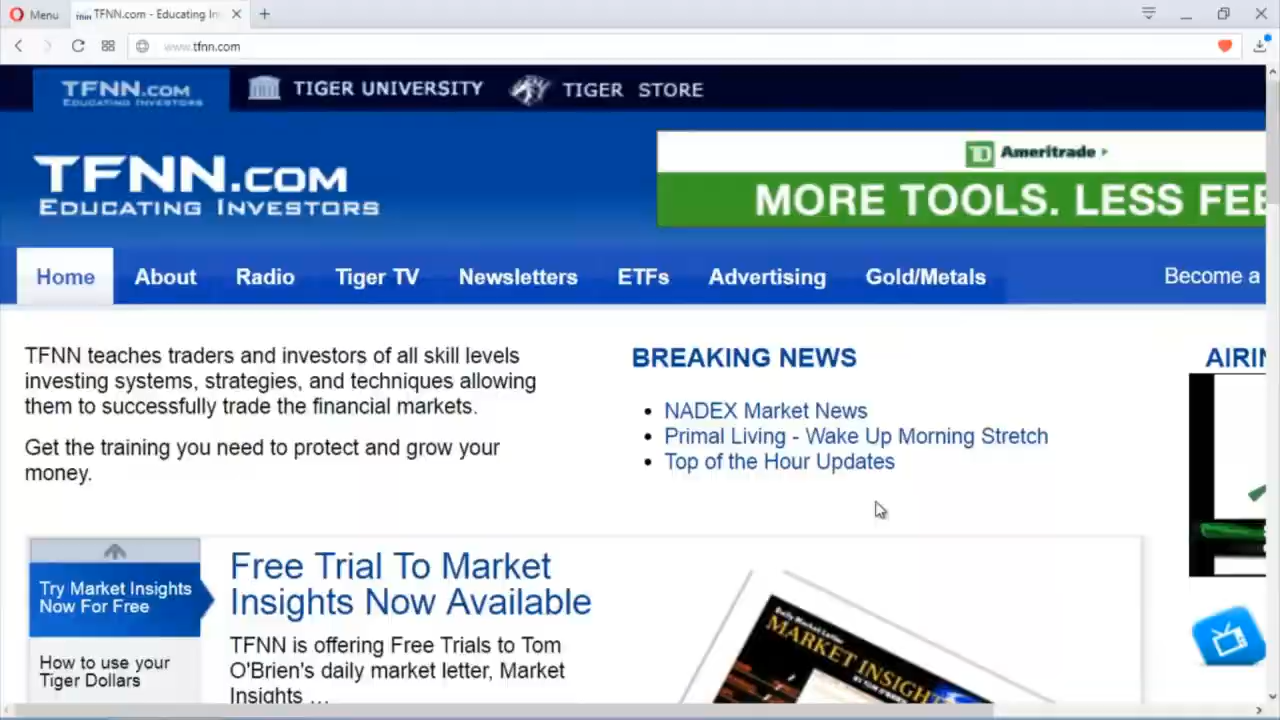 Menu
TFNN.com - Educating In
www.tfnn.com
TFNN.COM
EDUCATING INVESTORS
TIGER UNIVERSITY
TIGER STORE
TFNN.COM
EDUCATING INVESTORS
TD Ameritrade
MORE TOOLS. LESS FEE
Home
About
Radio
Tiger TV
Newsletters
ETFs
Advertising
Gold/Metals
Become a
TFNN teaches traders and investors of all skill levels
investing systems, strategies, and techniques allowing
them to successfully trade the financial markets.
Get the training you need to protect and grow your
money.
BREAKING NEWS
NADEX Market News
Primal Living - Wake Up Morning Stretch
Top of the Hour Updates
AIRIN
Try Market Insights
Now For Free
How to use your
Tiger Dollars
Free Trial To Market
Insights Now Available
TFNN is offering Free Trials to Tom
O'Brien's daily market letter, Market
Insights ...
Daily Market Letter
MARKET INSIGH